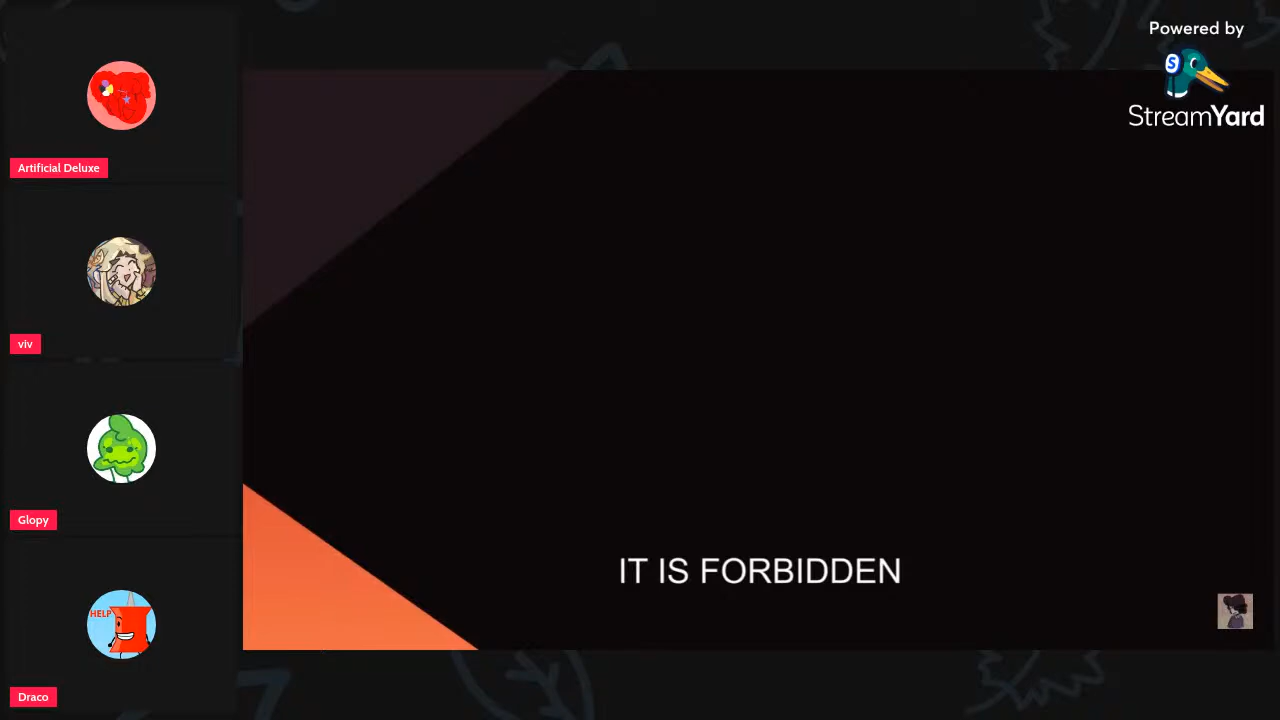 Powered by
S
StreamYard
Artificial Deluxe
viv
Glopy
HELP
Draco
IT IS FORBIDDEN